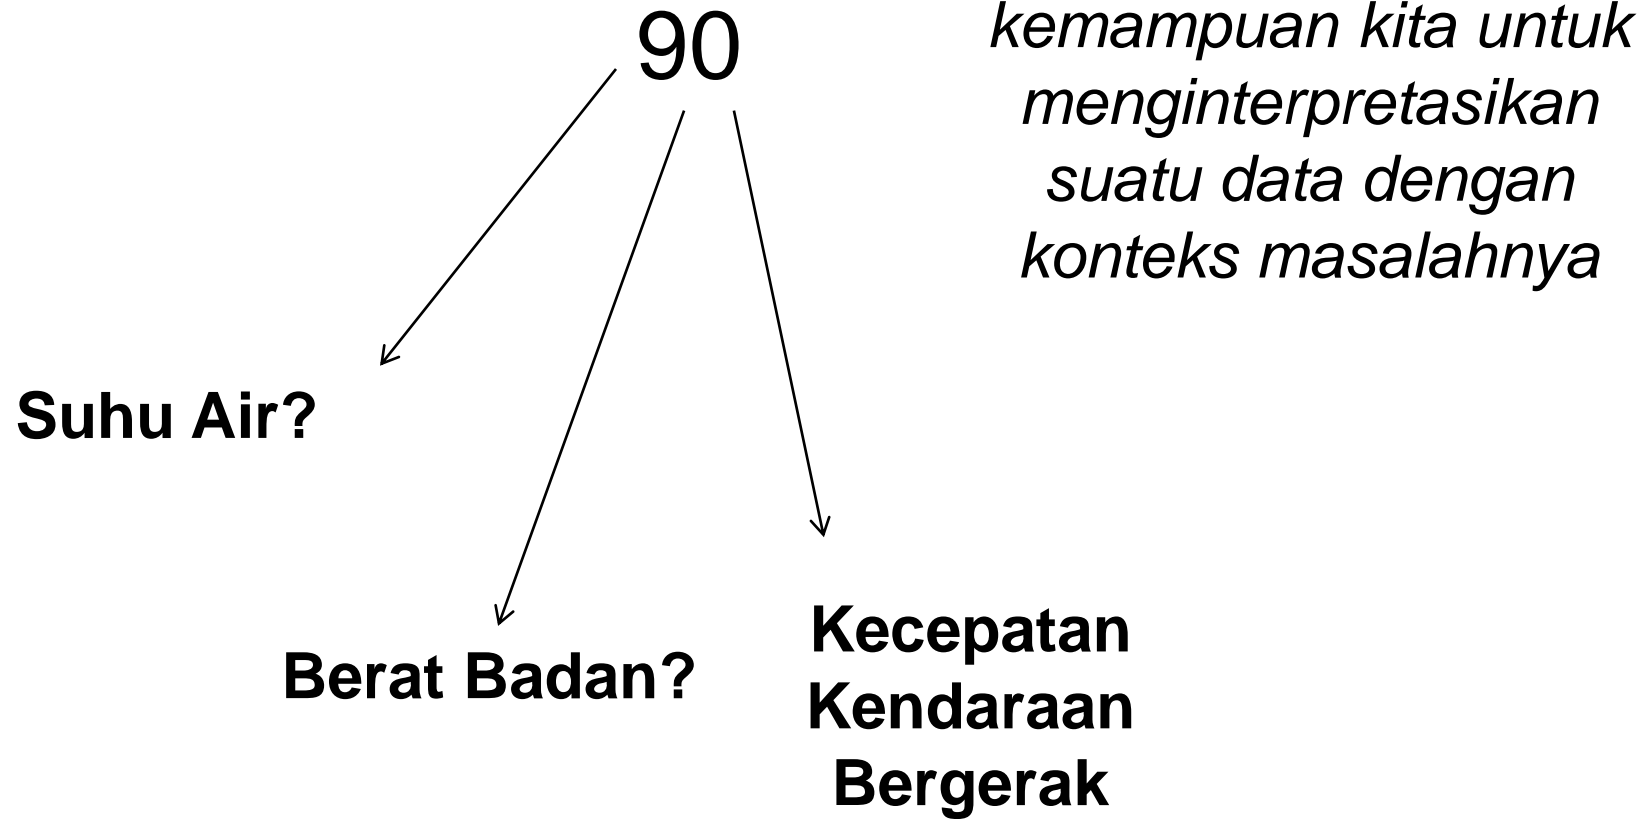 90
kemampuan kita untuk
menginterpretasikan
suatu data dengan
konteks masalahnya
Suhu Air?
Berat Badan?
Kecepatan
Kendaraan
Bergerak